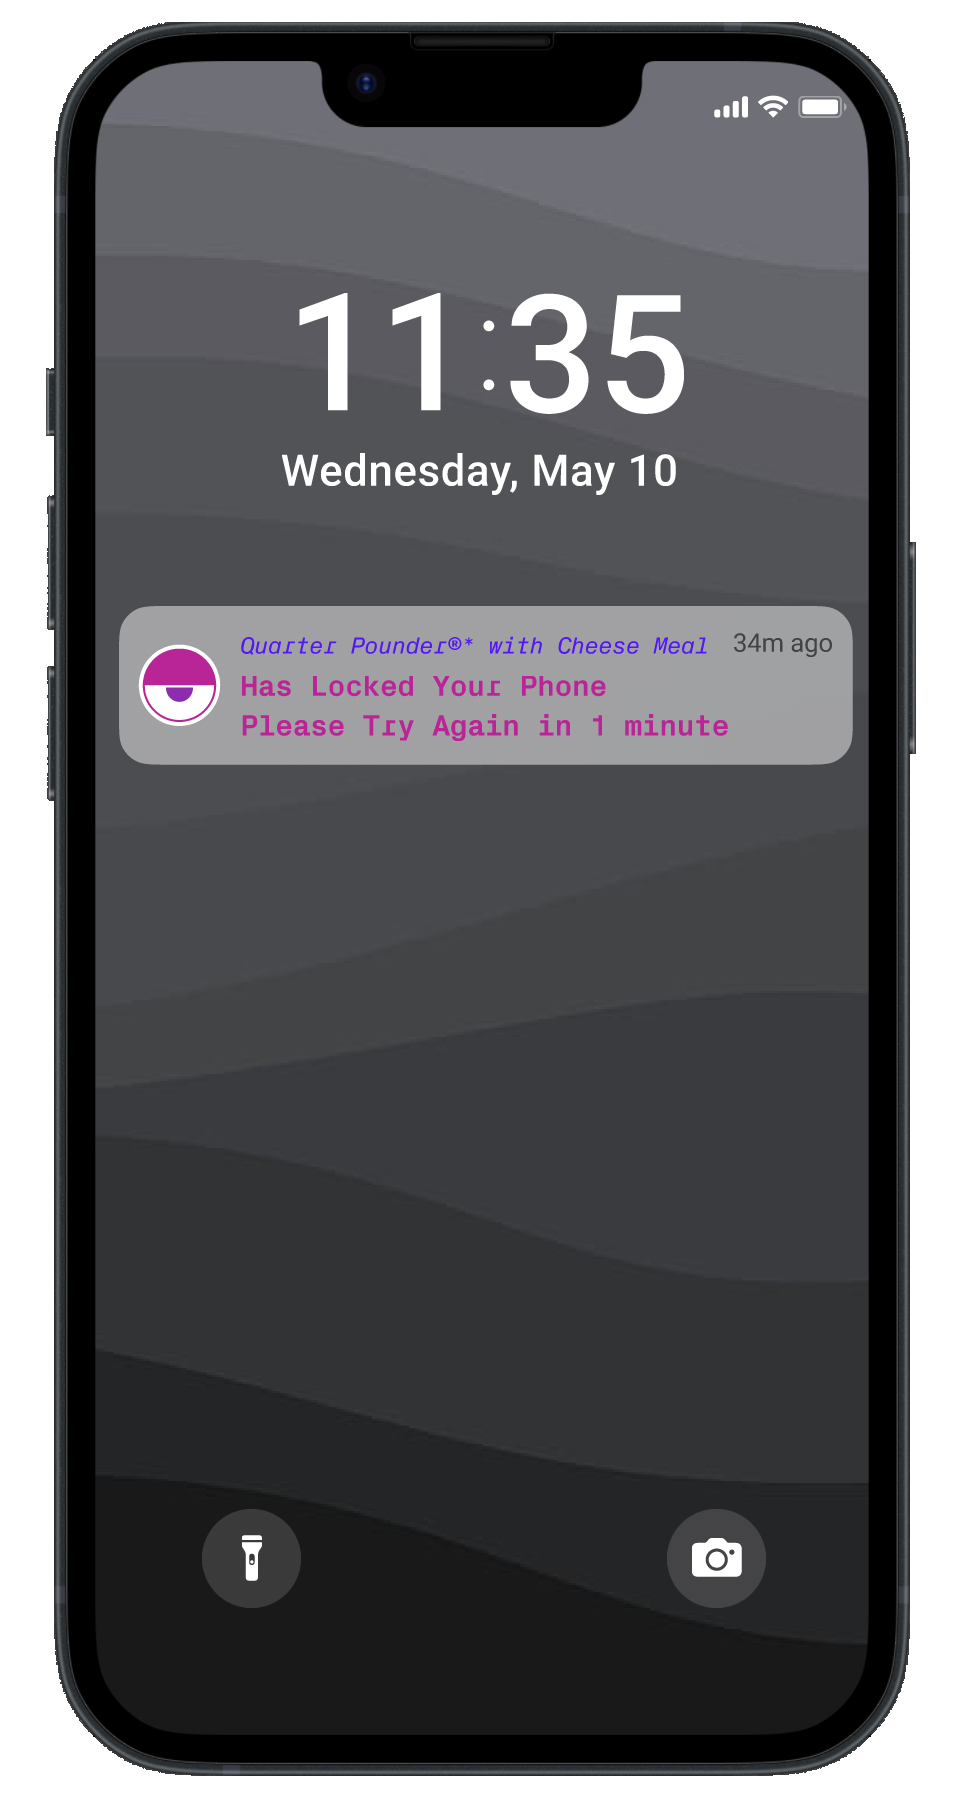 11:35
Wednesday, May 10
Quarter Pounder®* with Cheese Meal 34m ago
Has Locked Your Phone
Please Try Again in 1 minute